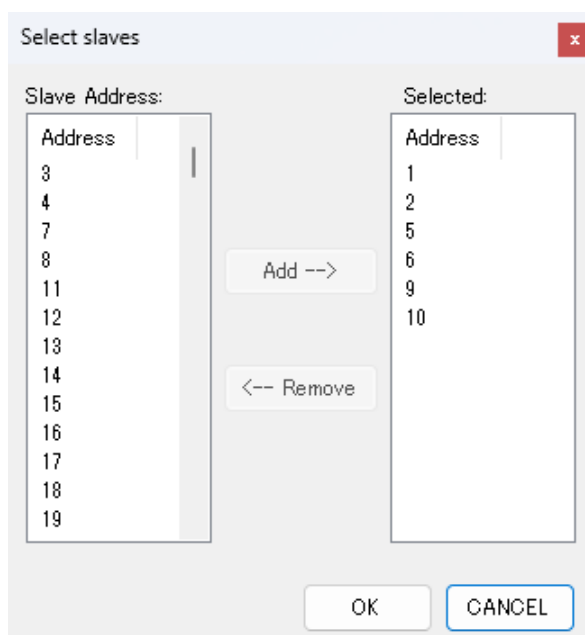 Select slaves
x
Slave Address:
Address
3
4
7
8
11
12
13
14
15
16
17
18
19
Add -->
<-- Remove
Selected:
Address
1
2
5
6
9
10
OK
CANCEL